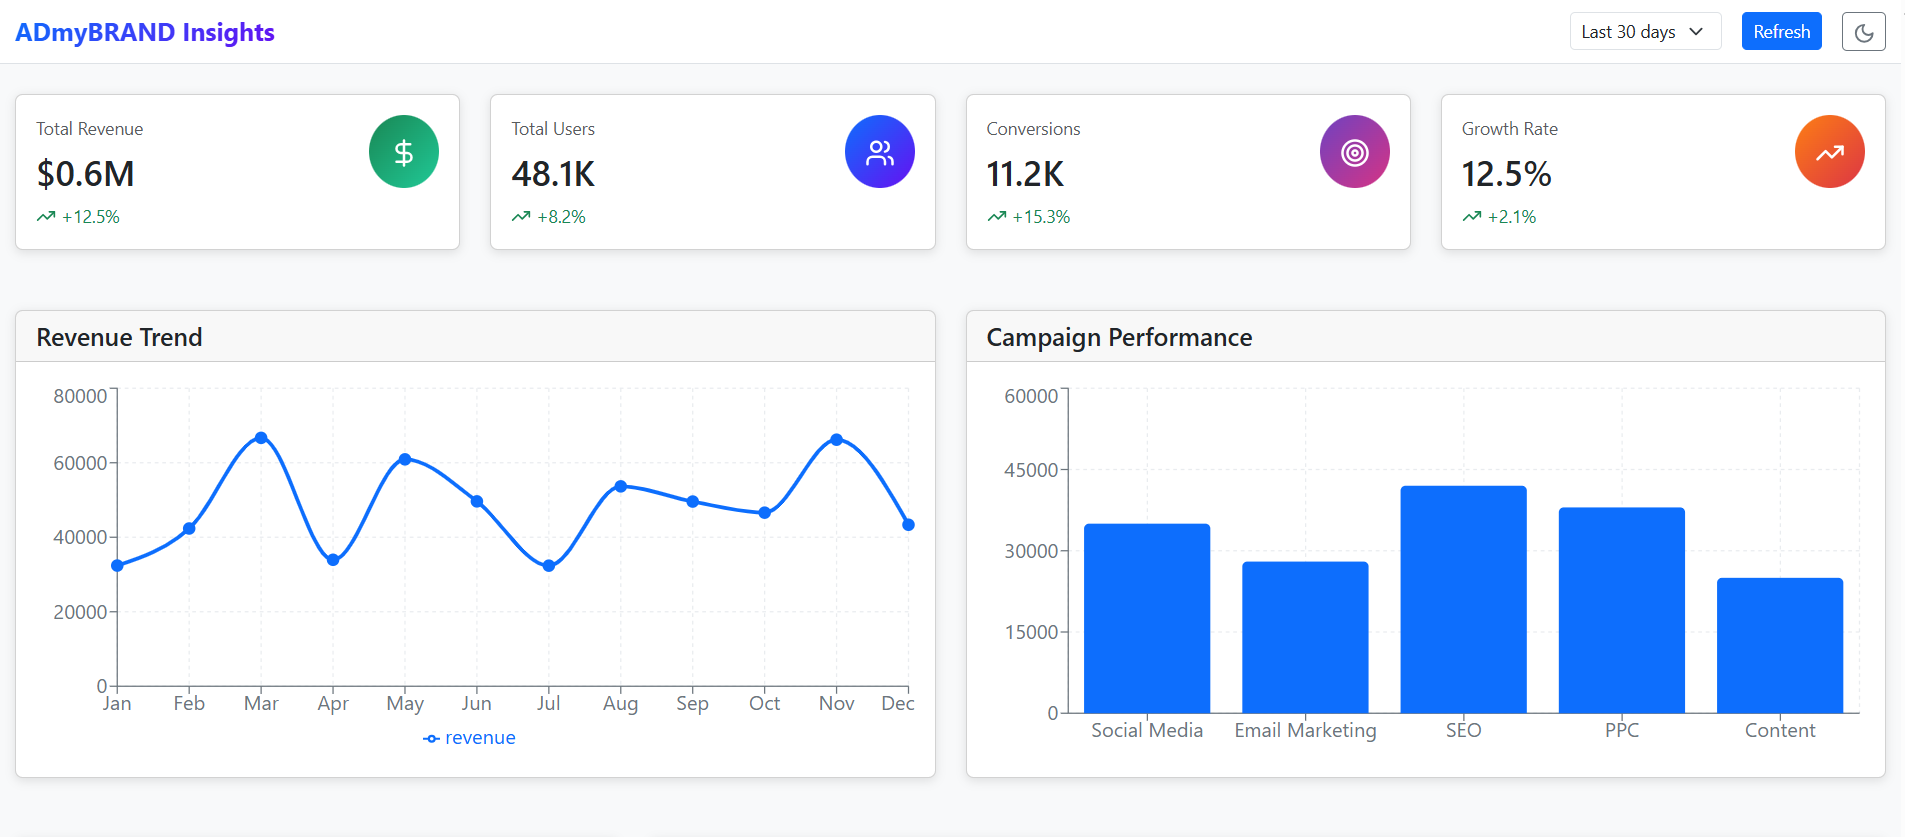 ADmyBRAND Insights
Last 30 days
Refresh
Total Revenue
$0.6M
+12.5%
Total Users
48.1K
+8.2%
Conversions
11.2K
+15.3%
Growth Rate
12.5%
+2.1%
Revenue Trend
80000
60000
40000
20000
0
Jan Feb Mar Apr May Jun Jul Aug Sep Oct Nov Dec
revenue
Campaign Performance
60000
45000
30000
15000
0
Social Media Email Marketing SEO PPC Content